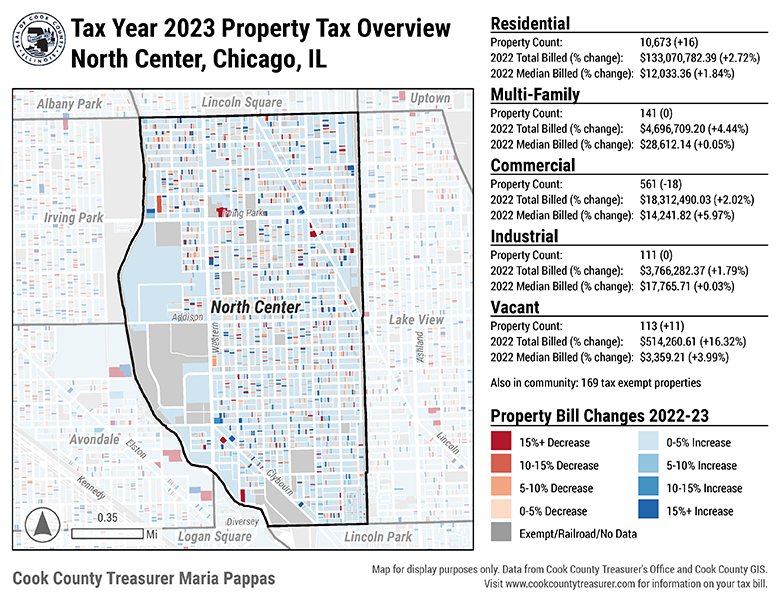 Tax Year 2023 Property Tax Overview
North Center, Chicago, IL
SEAL OF COOK COUNTY
ILLINOIS
Albany Park
Lincoln Square
Uptown
Irving Park
Irving Park
North Center
Addison
Western
Lake View
Ashland
Avondale
Elston
Kennedy
Lincoln
Clybourn
Diversey
Logan Square
Lincoln Park
0.35
Mi
Residential
Property Count: 10,673 (+16)
2022 Total Billed (% change): $133,070,782.39 (+2.72%)
2022 Median Billed (% change): $12,033.36 (+1.84%)
Multi-Family
Property Count: 141 (0)
2022 Total Billed (% change): $4,696,709.20 (+4.44%)
2022 Median Billed (% change): $28,612.14 (+0.05%)
Commercial
Property Count: 561 (-18)
2022 Total Billed (% change): $18,312,490.03 (+2.02%)
2022 Median Billed (% change): $14,241.82 (+5.97%)
Industrial
Property Count: 111 (0)
2022 Total Billed (% change): $3,766,282.37 (+1.79%)
2022 Median Billed (% change): $17,765.71 (+0.03%)
Vacant
Property Count: 113 (+11)
2022 Total Billed (% change): $514,260.61 (+16.32%)
2022 Median Billed (% change): $3,359.21 (+3.99%)
Also in community: 169 tax exempt properties
Property Bill Changes 2022-23
15%+ Decrease
0-5% Increase
10-15% Decrease
5-10% Increase
5-10% Decrease
10-15% Increase
0-5% Decrease
15%+ Increase
Exempt/Railroad/No Data
Cook County Treasurer Maria Pappas
Map for display purposes only. Data from Cook County Treasurer's Office and Cook County GIS.
Visit www.cookcountytreasurer.com for information on your tax bill.